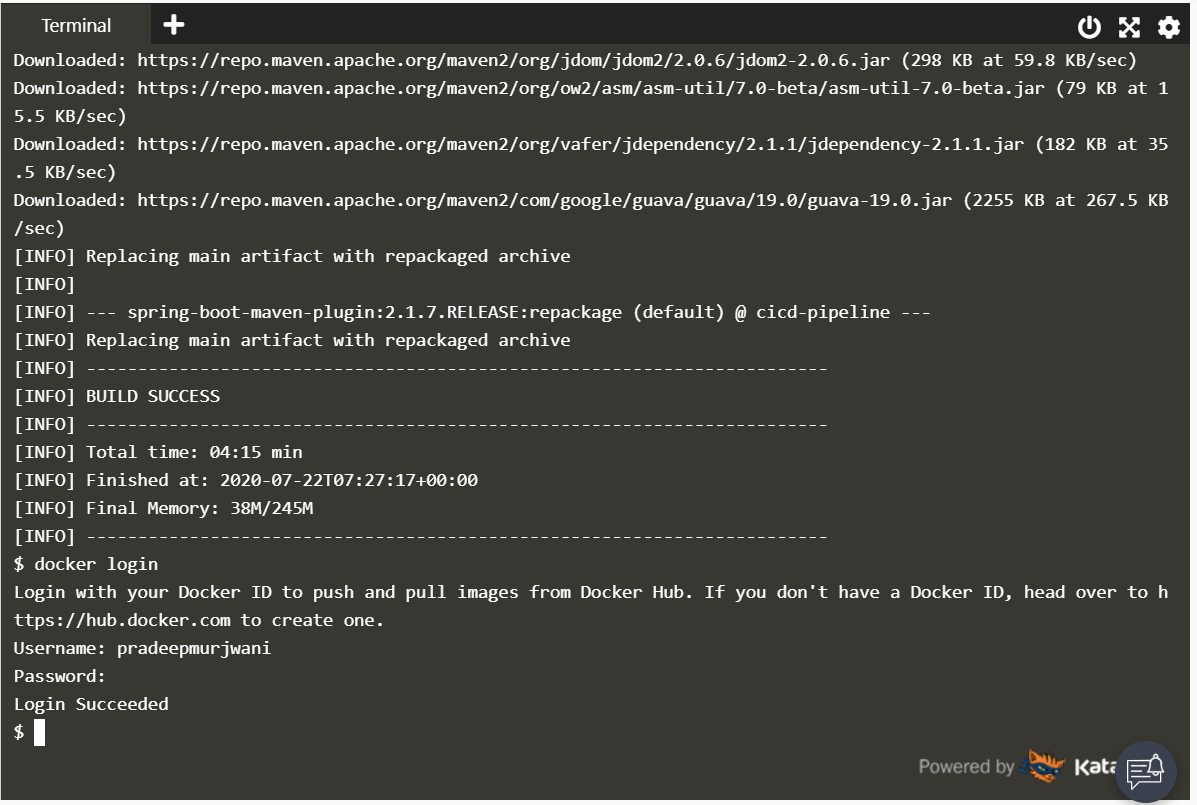 Terminal
Downloaded: https://repo.maven.apache.org/maven2/org/jdom/jdom2/2.0.6/jdom2-2.0.6.jar (298 KB at 59.8 KB/sec)
Downloaded: https://repo.maven.apache.org/maven2/org/ow2/asm/asm-util/7.0-beta/asm-util-7.0-beta.jar (79 KB at 1
5.5 KB/sec)
Downloaded: https://repo.maven.apache.org/maven2/org/vafer/jdependency/2.1.1/jdependency-2.1.1.jar (182 KB at 35
.5 KB/sec)
Downloaded: https://repo.maven.apache.org/maven2/com/google/guava/guava/19.0/guava-19.0.jar (2255 KB at 267.5 KB
/sec)
[INFO] Replacing main artifact with repackaged archive
[INFO]
[INFO] --- spring-boot-maven-plugin:2.1.7.RELEASE:repackage (default) @ cicd-pipeline ---
[INFO] Replacing main artifact with repackaged archive
[INFO] ------------------------------------------------------------------------
[INFO] BUILD SUCCESS
[INFO] ------------------------------------------------------------------------
[INFO] Total time: 04:15 min
[INFO] Finished at: 2020-07-22T07:27:17+00:00
[INFO] Final Memory: 38M/245M
[INFO] ------------------------------------------------------------------------
$ docker login
Login with your Docker ID to push and pull images from Docker Hub. If you don't have a Docker ID, head over to h
ttps://hub.docker.com to create one.
Username: pradeepmurjwani
Password:
Login Succeeded
$
Powered by Kata